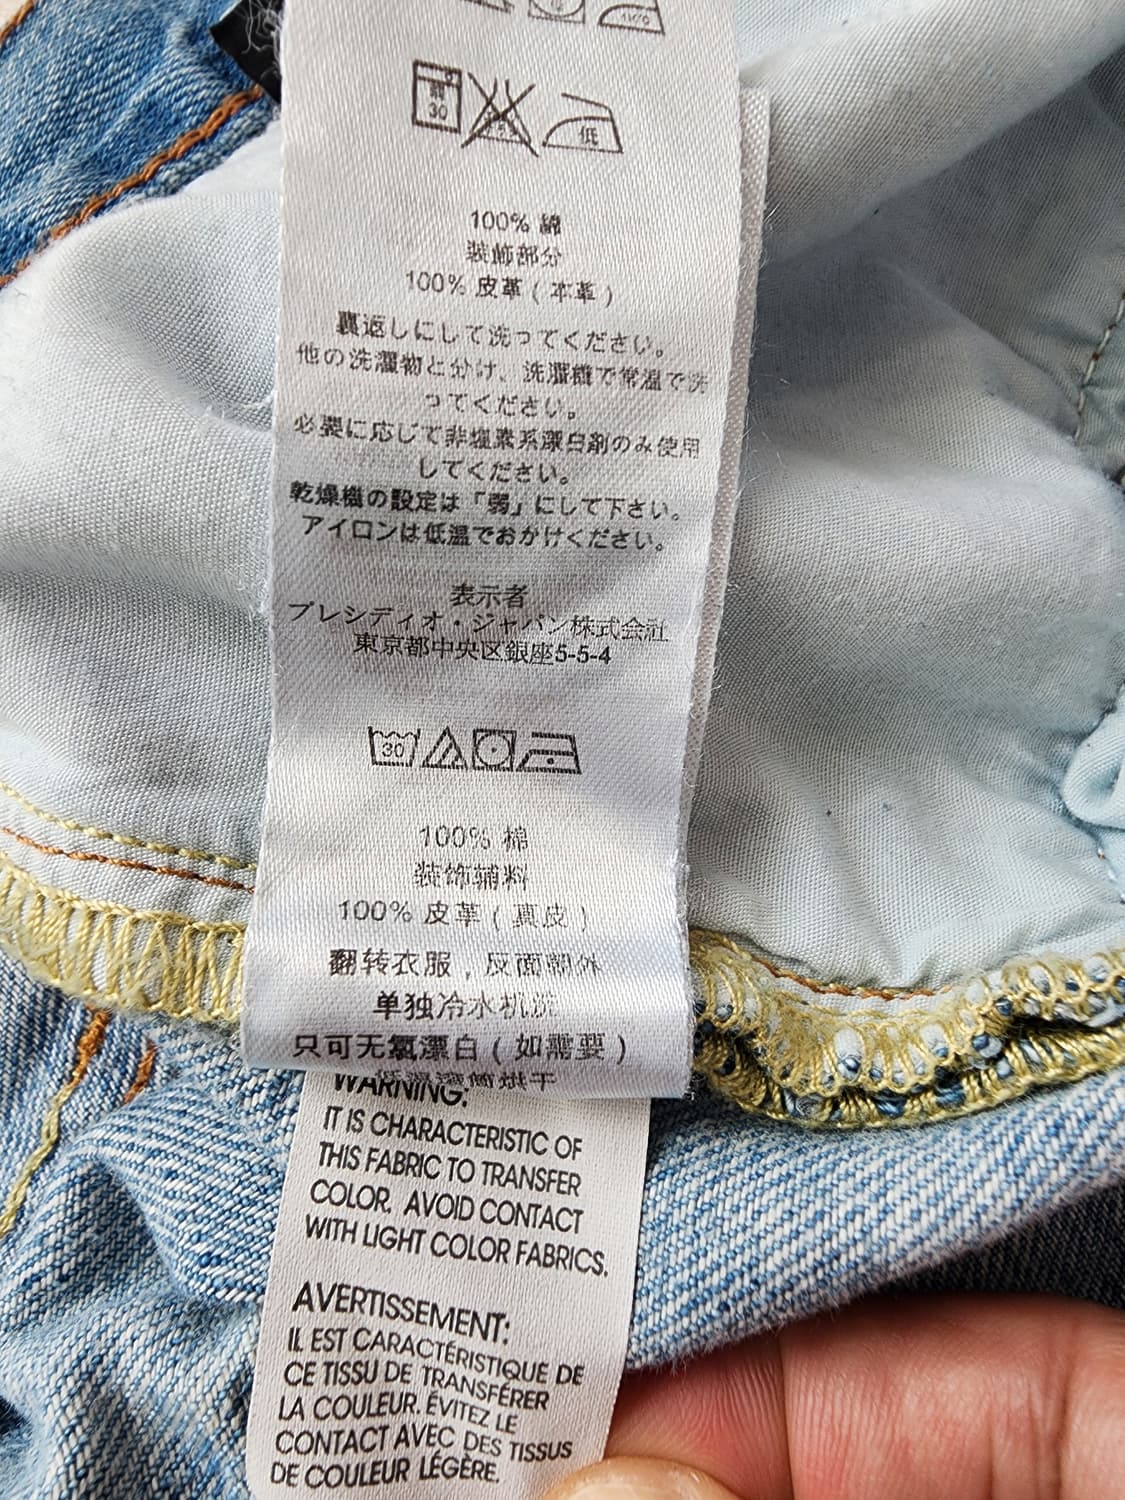 弱
30
低
100% 綿
装飾部分
100% 皮革 ( 本革 )
裏返しにして洗ってください。
他の洗濯物と分け、洗濯機で常温で洗
ってください。
必要に応じて非塩素系漂白剤のみ使用
してください。
乾燥機の設定は「弱」にして下さい。
アイロンは低温でおかけください。
表示者
プレシディオ・ジャパン株式会社
東京都中央区銀座5-5-4
30
100% 棉
装饰辅料
100% 皮革 ( 真皮 )
翻转衣服，反面朝外
单独冷水机洗
只可无氯漂白 ( 如需要 )
烘干
WARNING:
IT IS CHARACTERISTIC OF
THIS FABRIC TO TRANSFER
COLOR. AVOID CONTACT
WITH LIGHT COLOR FABRICS.
AVERTISSEMENT:
IL EST CARACTÉRISTIQUE DE
CE TISSU DE TRANSFÉRER
LA COULEUR. ÉVITEZ LE
CONTACT AVEC DES TISSUS
DE COULEUR LÉGÈRE.